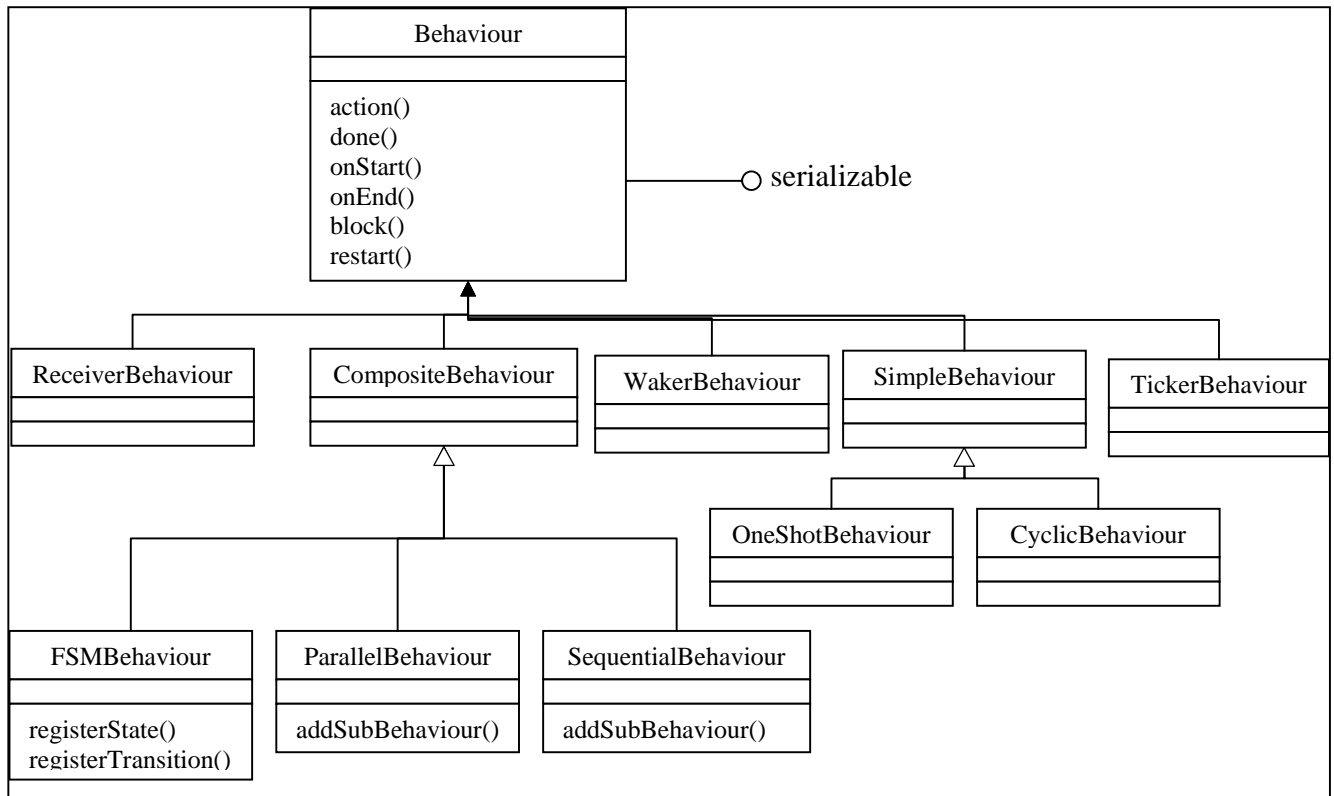 Behaviour
action()
done()
onStart()
onEnd()
block()
restart()
serializable
ReceiverBehaviour
CompositeBehaviour
WakerBehaviour
SimpleBehaviour
TickerBehaviour
OneShotBehaviour
CyclicBehaviour
FSMBehaviour
registerState()
registerTransition()
ParallelBehaviour
addSubBehaviour()
SequentialBehaviour
addSubBehaviour()